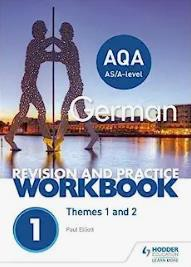 AQA
AS/A-level
German
REVISION AND PRACTICE
WORKBOOK
1
Themes 1 and 2
Paul Elliott
HODDER
EDUCATION
LEARN MORE